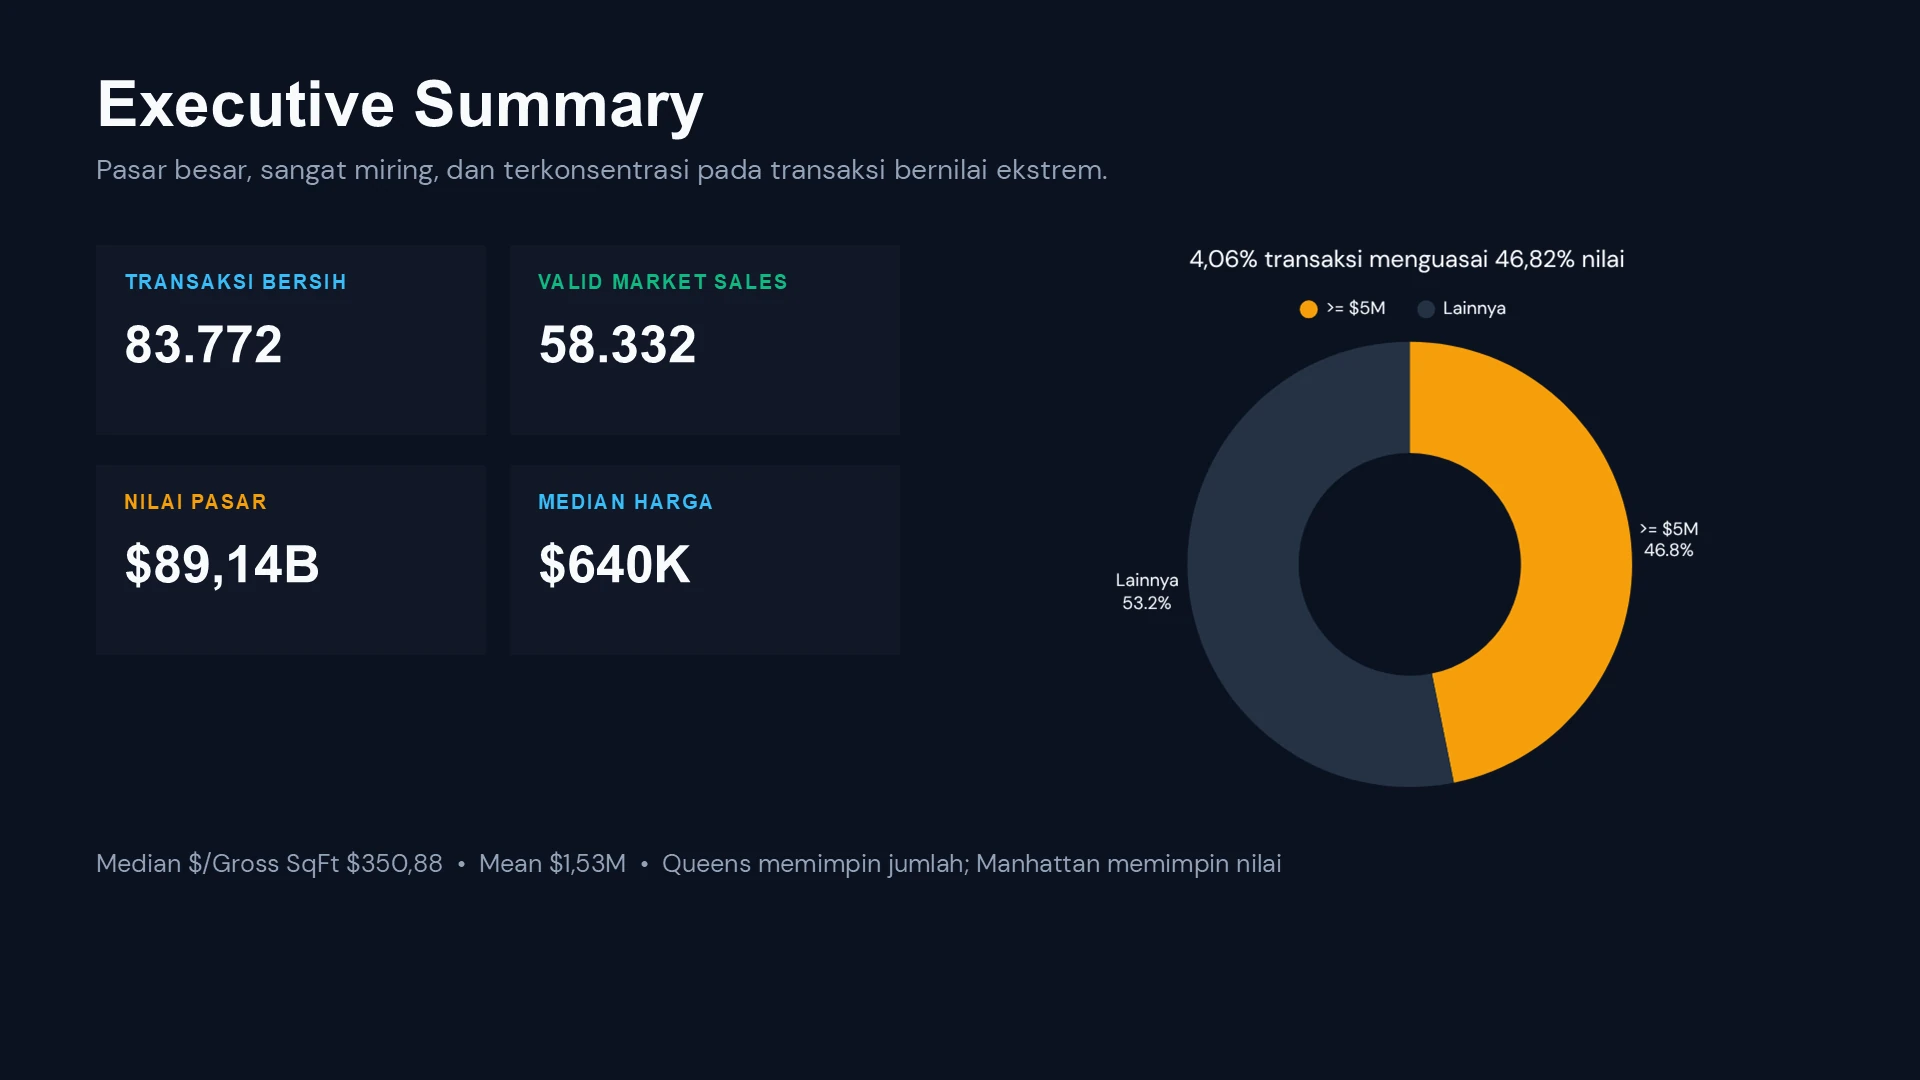 Executive Summary
Pasar besar, sangat miring, dan terkonsentrasi pada transaksi bernilai ekstrem.
TRANSAKSI BERSIH
83.772
VALID MARKET SALES
58.332
NILAI PASAR
$89,14B
MEDIAN HARGA
$640K
4,06% transaksi menguasai 46,82% nilai
>= $5M
Lainnya
>= $5M
46.8%
Lainnya
53.2%
Median $/Gross SqFt $350,88 • Mean $1,53M • Queens memimpin jumlah; Manhattan memimpin nilai